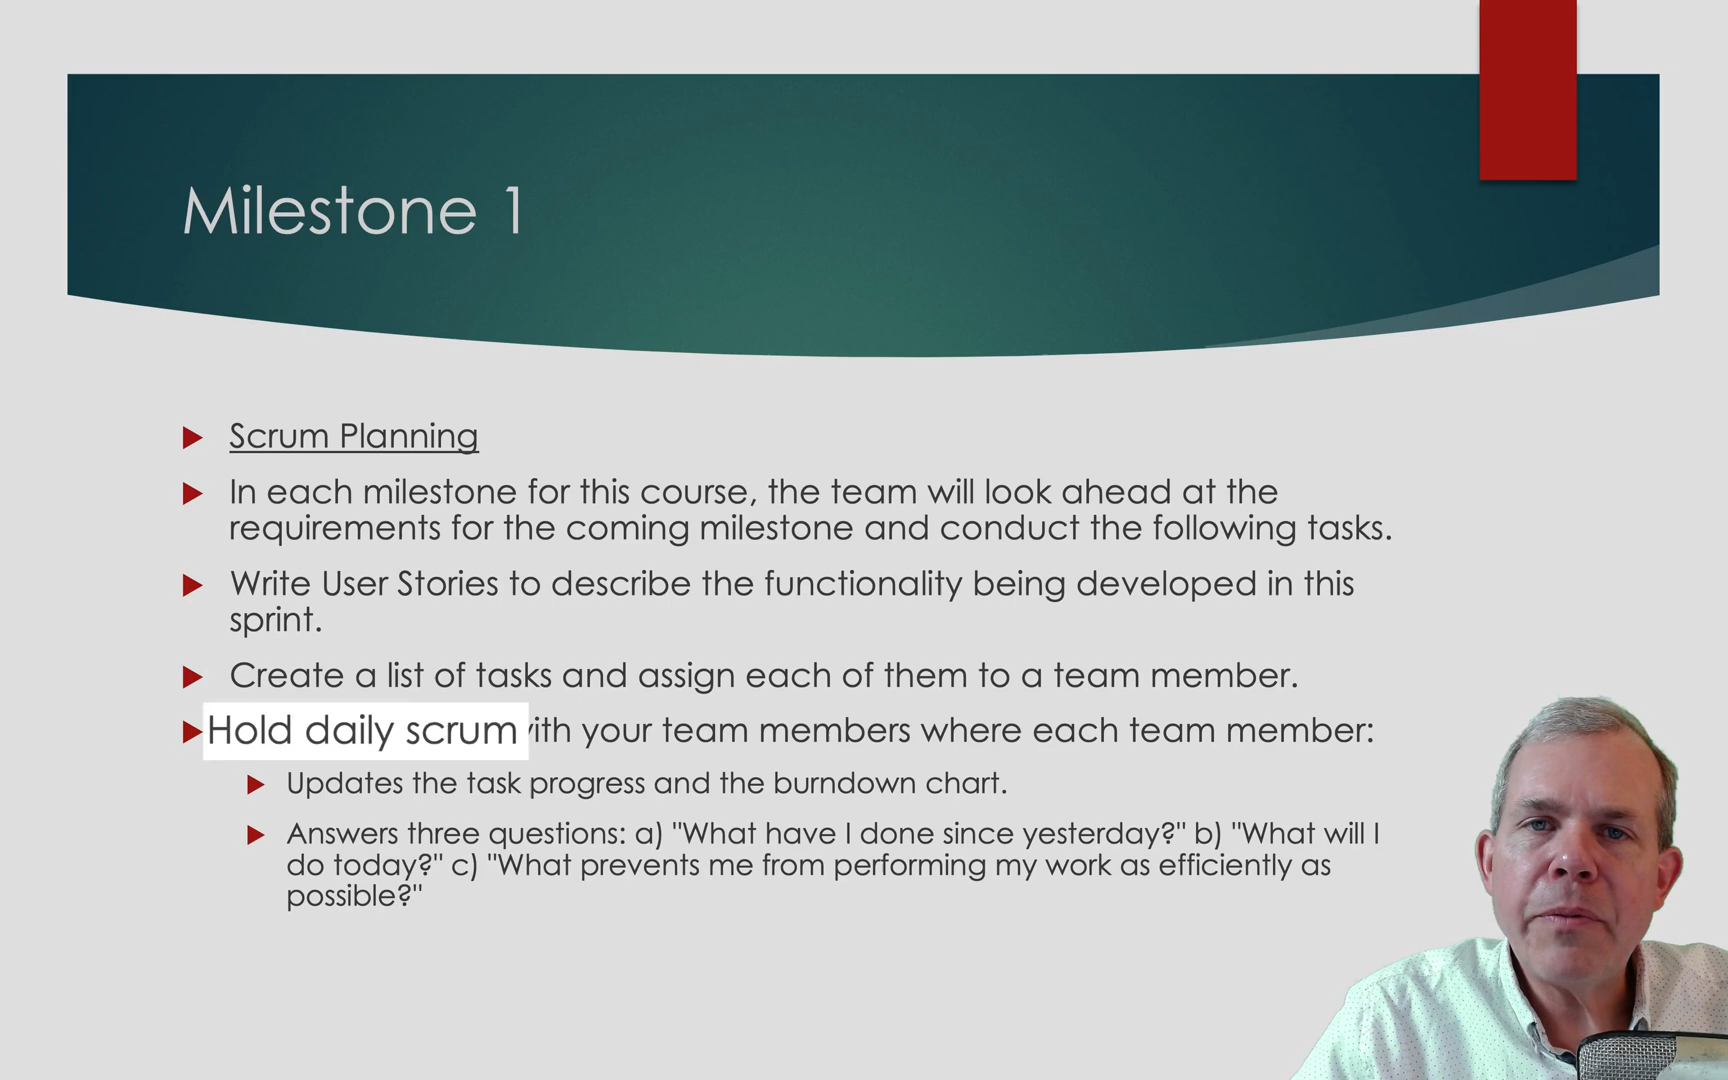 Milestone 1
Scrum Planning
In each milestone for this course, the team will look ahead at the
requirements for the coming milestone and conduct the following tasks.
Write User Stories to describe the functionality being developed in this
sprint.
Create a list of tasks and assign each of them to a team member.
Hold daily scrum with your team members where each team member:
Updates the task progress and the burndown chart.
Answers three questions: a) "What have I done since yesterday?" b) "What will I
do today?" c) "What prevents me from performing my work as efficiently as
possible?"